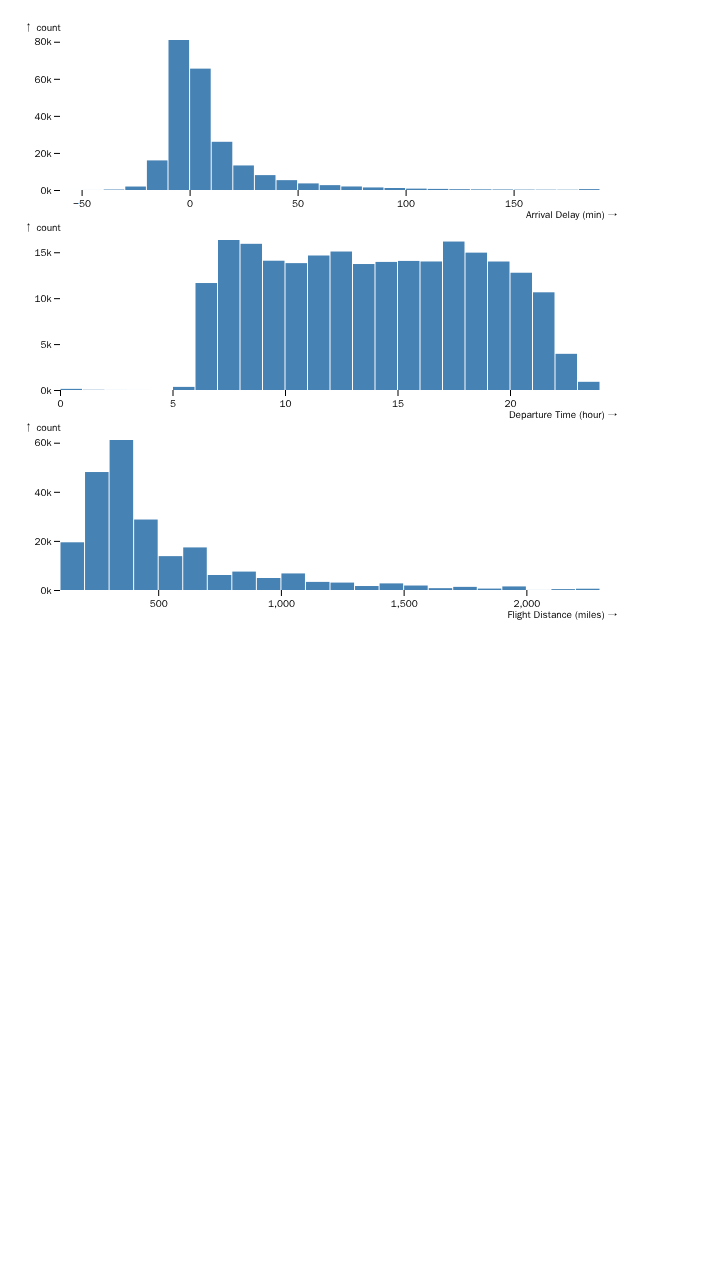 ↑ count
80k
60k
40k
20k
0k
−50 0 50 100 150
Arrival Delay (min) →
↑ count
15k
10k
5k
0k
0 5 10 15 20
Departure Time (hour) →
↑ count
60k
40k
20k
0k
500 1,000 1,500 2,000
Flight Distance (miles) →